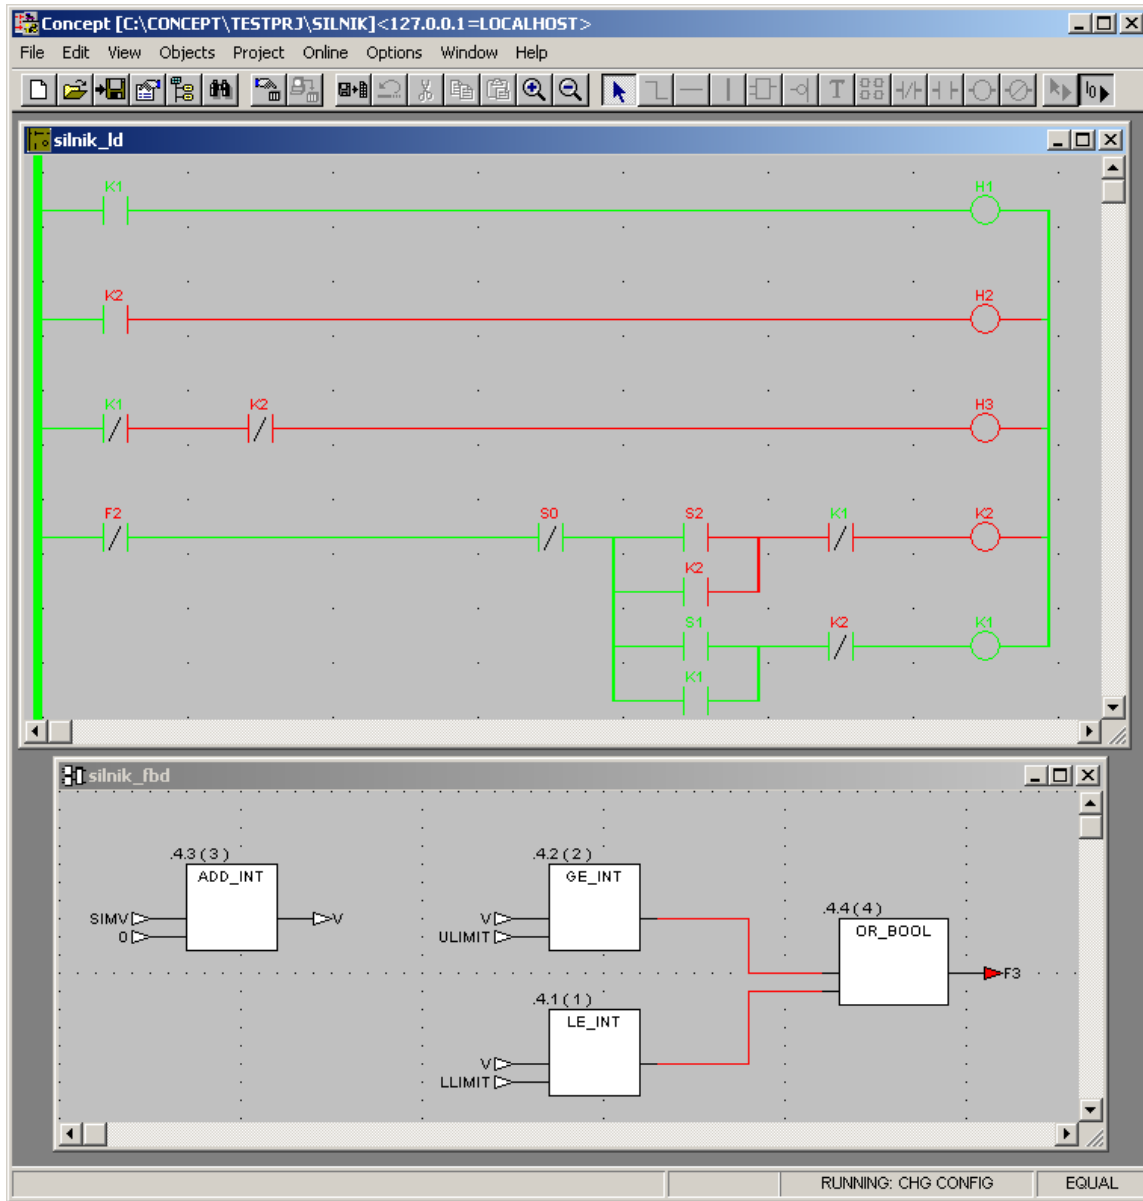 Concept [C:\CONCEPT\TESTPRJ\SILNIK]<127.0.0.1=LOCALHOST>
File Edit View Objects Project Online Options Window Help
silnik_ld
K1 H1
K2 H2
K1 K2 H3
F2 S0 S2 K1 K2
K2
S1 K2 K1
K1
silnik_fbd
.4.3 ( 3 ) .4.2 ( 2 )
ADD_INT GE_INT
.4.4 ( 4 )
SIMV V V OR_BOOL
0 ULIMIT
F3
.4.1 ( 1 )
LE_INT
V
LLIMIT
RUNNING: CHG CONFIG EQUAL